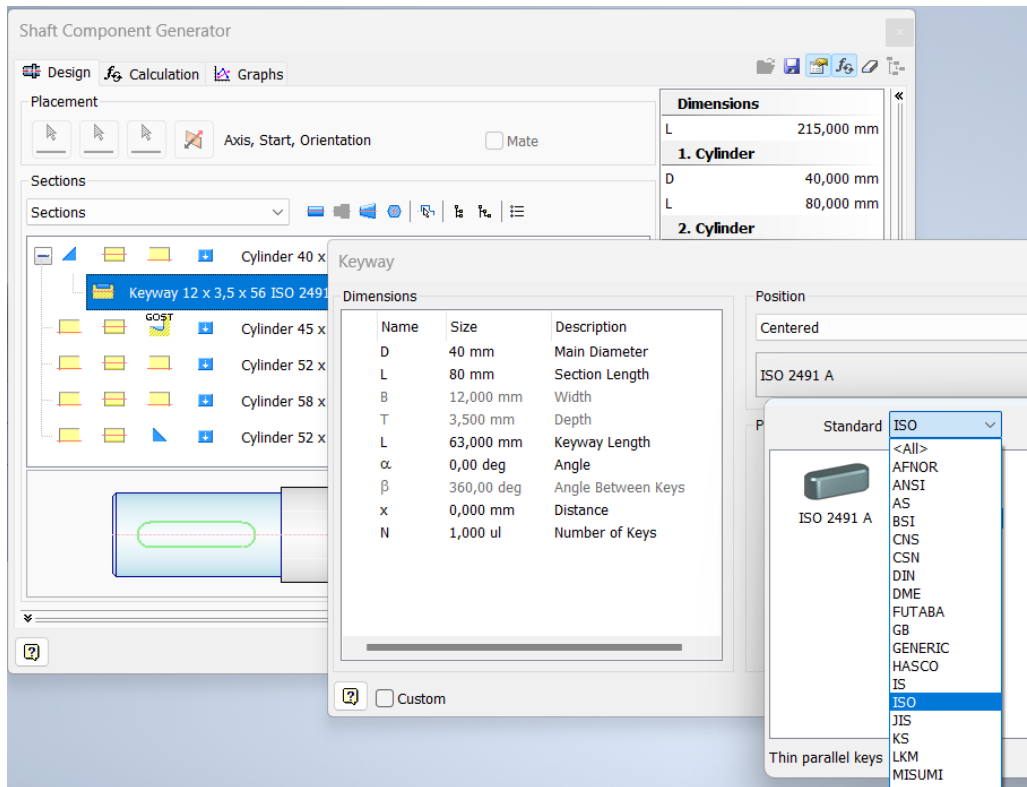 Shaft Component Generator
Design
Calculation
Graphs
Placement
Axis, Start, Orientation
Mate
Sections
Sections
Cylinder 40 x
Keyway 12 x 3,5 x 56 ISO 2491
GOST
Cylinder 45 x
Cylinder 52 x
Cylinder 58 x
Cylinder 52 x
Dimensions
L 215,000 mm
1. Cylinder
D 40,000 mm
L 80,000 mm
2. Cylinder
Keyway
Dimensions
Name Size Description
D 40 mm Main Diameter
L 80 mm Section Length
B 12,000 mm Width
T 3,500 mm Depth
L 63,000 mm Keyway Length
α 0,00 deg Angle
β 360,00 deg Angle Between Keys
x 0,000 mm Distance
N 1,000 ul Number of Keys
Custom
Position
Centered
ISO 2491 A
P
Standard ISO
ISO 2491 A
<All>
AFNOR
ANSI
AS
BSI
CNS
CSN
DIN
DME
FUTABA
GB
GENERIC
HASCO
IS
ISO
JIS
KS
LKM
MISUMI
Thin parallel keys